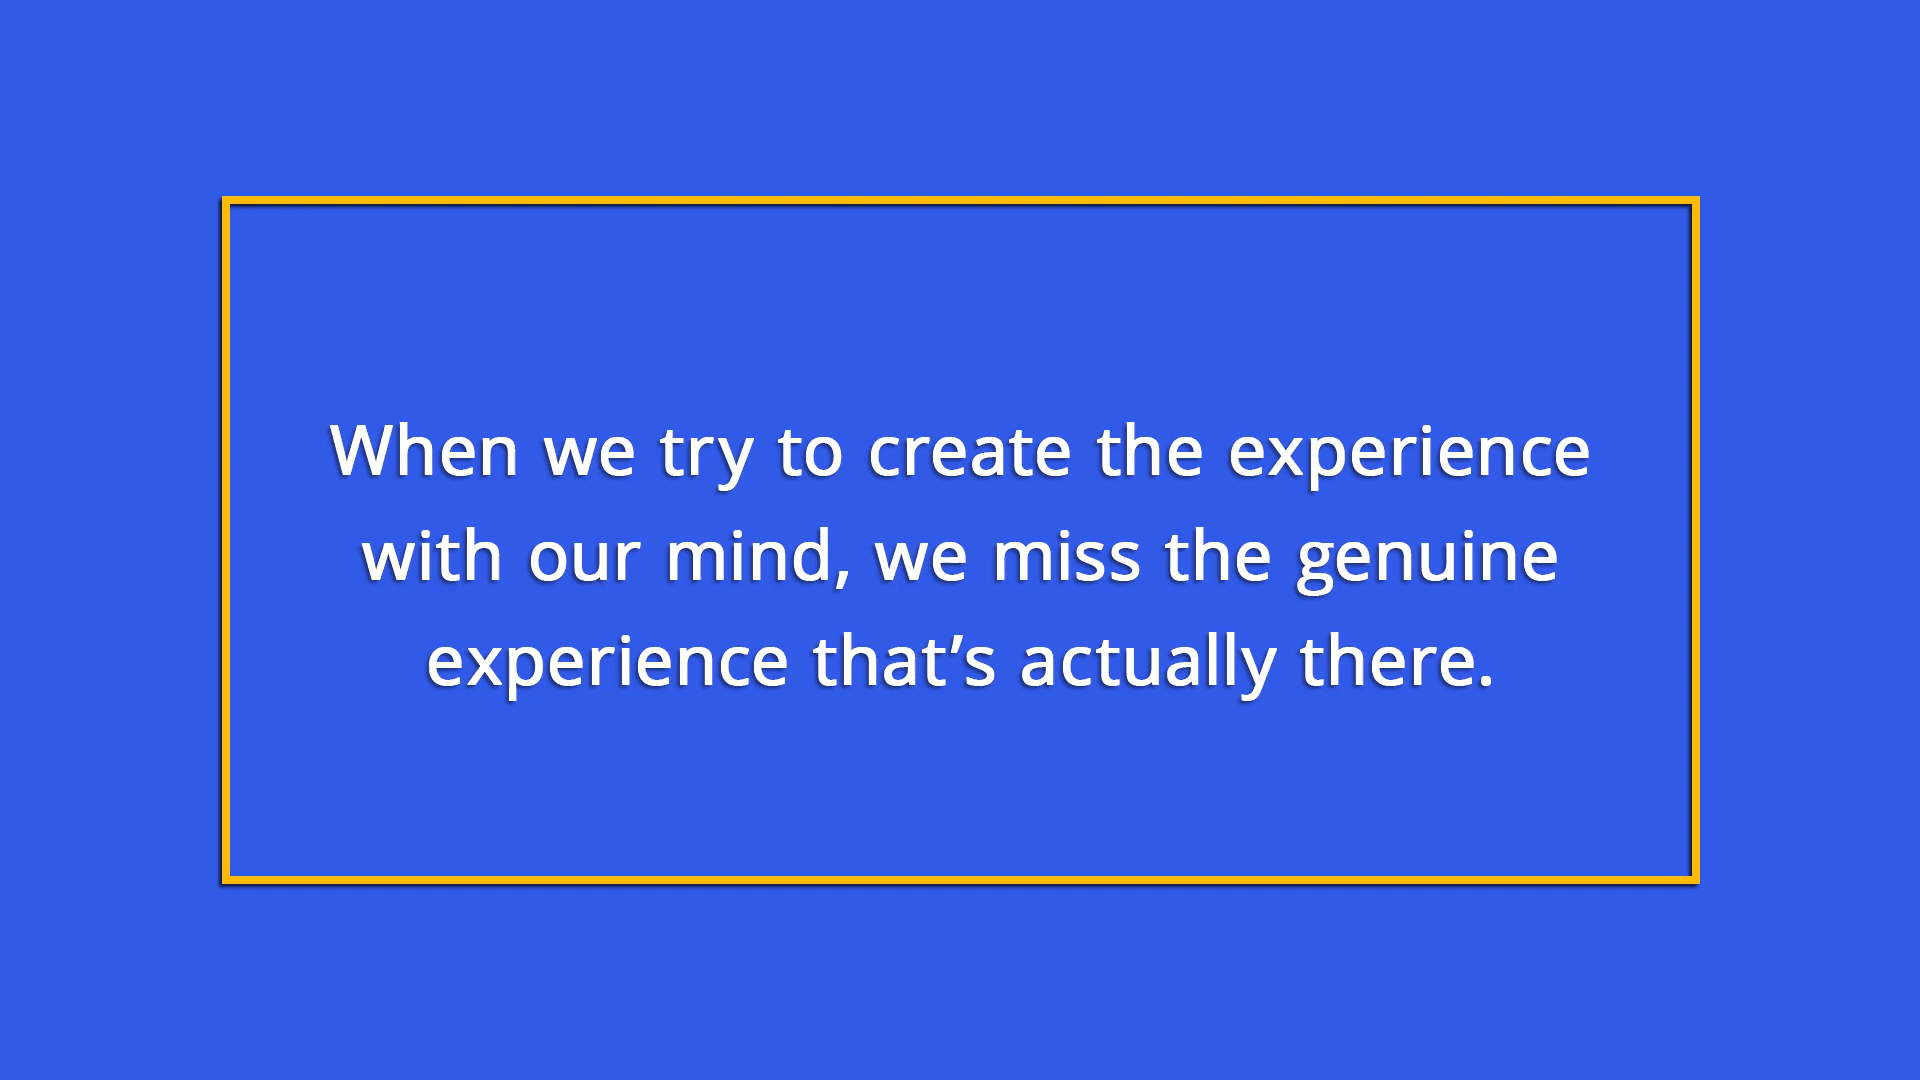 When we try to create the experience
with our mind, we miss the genuine
experience that’s actually there.